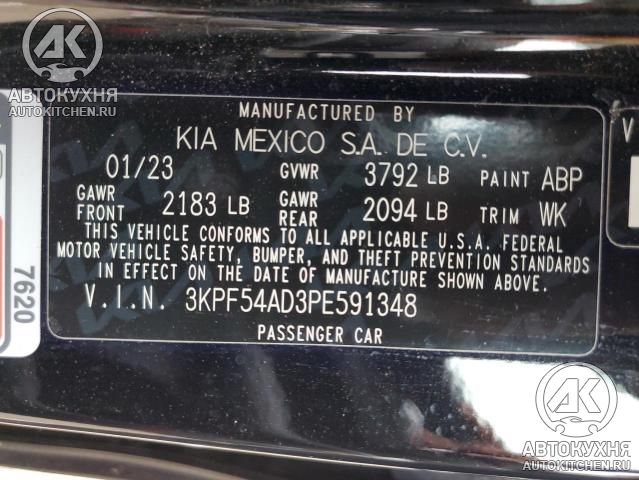 AK
АВТОКУХНЯ
AUTOKITCHEN.RU
MANUFACTURED BY
KIA MEXICO S.A. DE C.V.
01/23 GVWR 3792 LB PAINT ABP
GAWR FRONT 2183 LB GAWR REAR 2094 LB TRIM WK
THIS VEHICLE CONFORMS TO ALL APPLICABLE U.S.A. FEDERAL
MOTOR VEHICLE SAFETY, BUMPER, AND THEFT PREVENTION STANDARDS
IN EFFECT ON THE DATE OF MANUFACTURE SHOWN ABOVE.
V.I.N. 3KPF54AD3PE591348
PASSENGER CAR
7620
V
AK
АВТОКУХНЯ
AUTOKITCHEN.RU